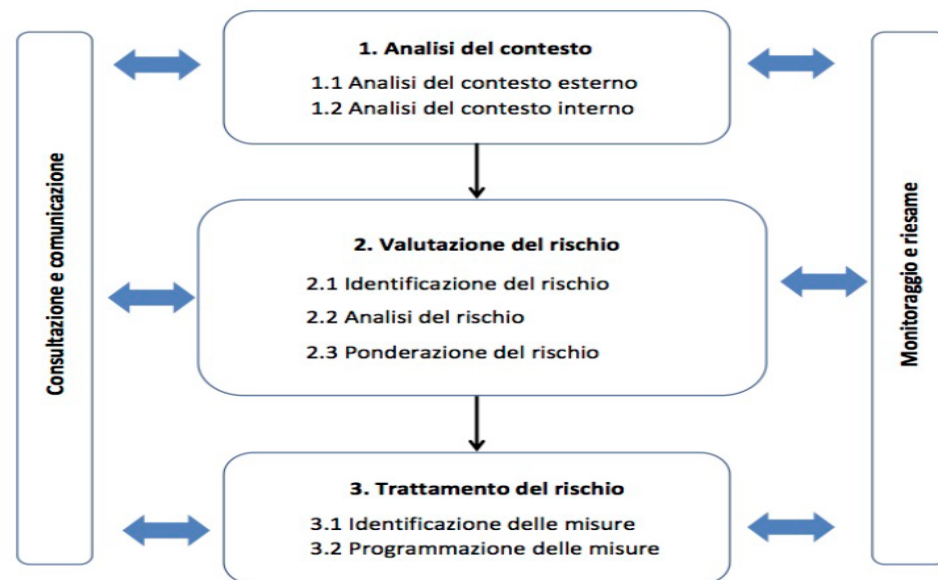 Consultazione e comunicazione
1. Analisi del contesto
1.1 Analisi del contesto esterno
1.2 Analisi del contesto interno
2. Valutazione del rischio
2.1 Identificazione del rischio
2.2 Analisi del rischio
2.3 Ponderazione del rischio
3. Trattamento del rischio
3.1 Identificazione delle misure
3.2 Programmazione delle misure
Monitoraggio e riesame